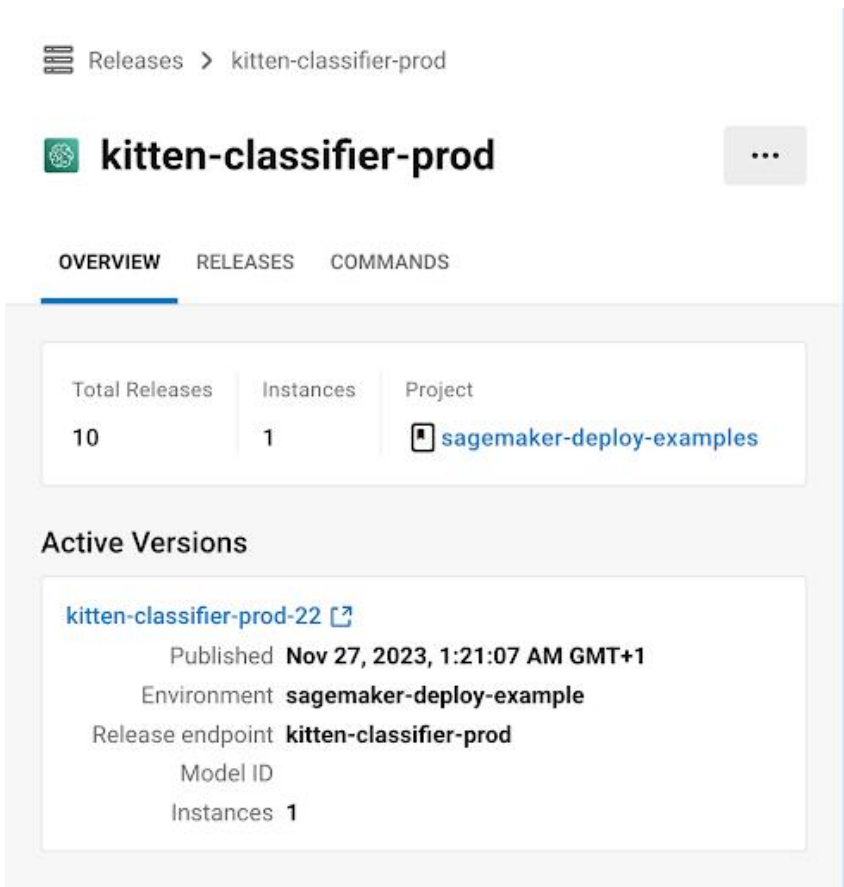 Releases > kitten-classifier-prod
kitten-classifier-prod
...
OVERVIEW RELEASES COMMANDS
Total Releases Instances Project
10 1 sagemaker-deploy-examples
Active Versions
kitten-classifier-prod-22
Published Nov 27, 2023, 1:21:07 AM GMT+1
Environment sagemaker-deploy-example
Release endpoint kitten-classifier-prod
Model ID
Instances 1